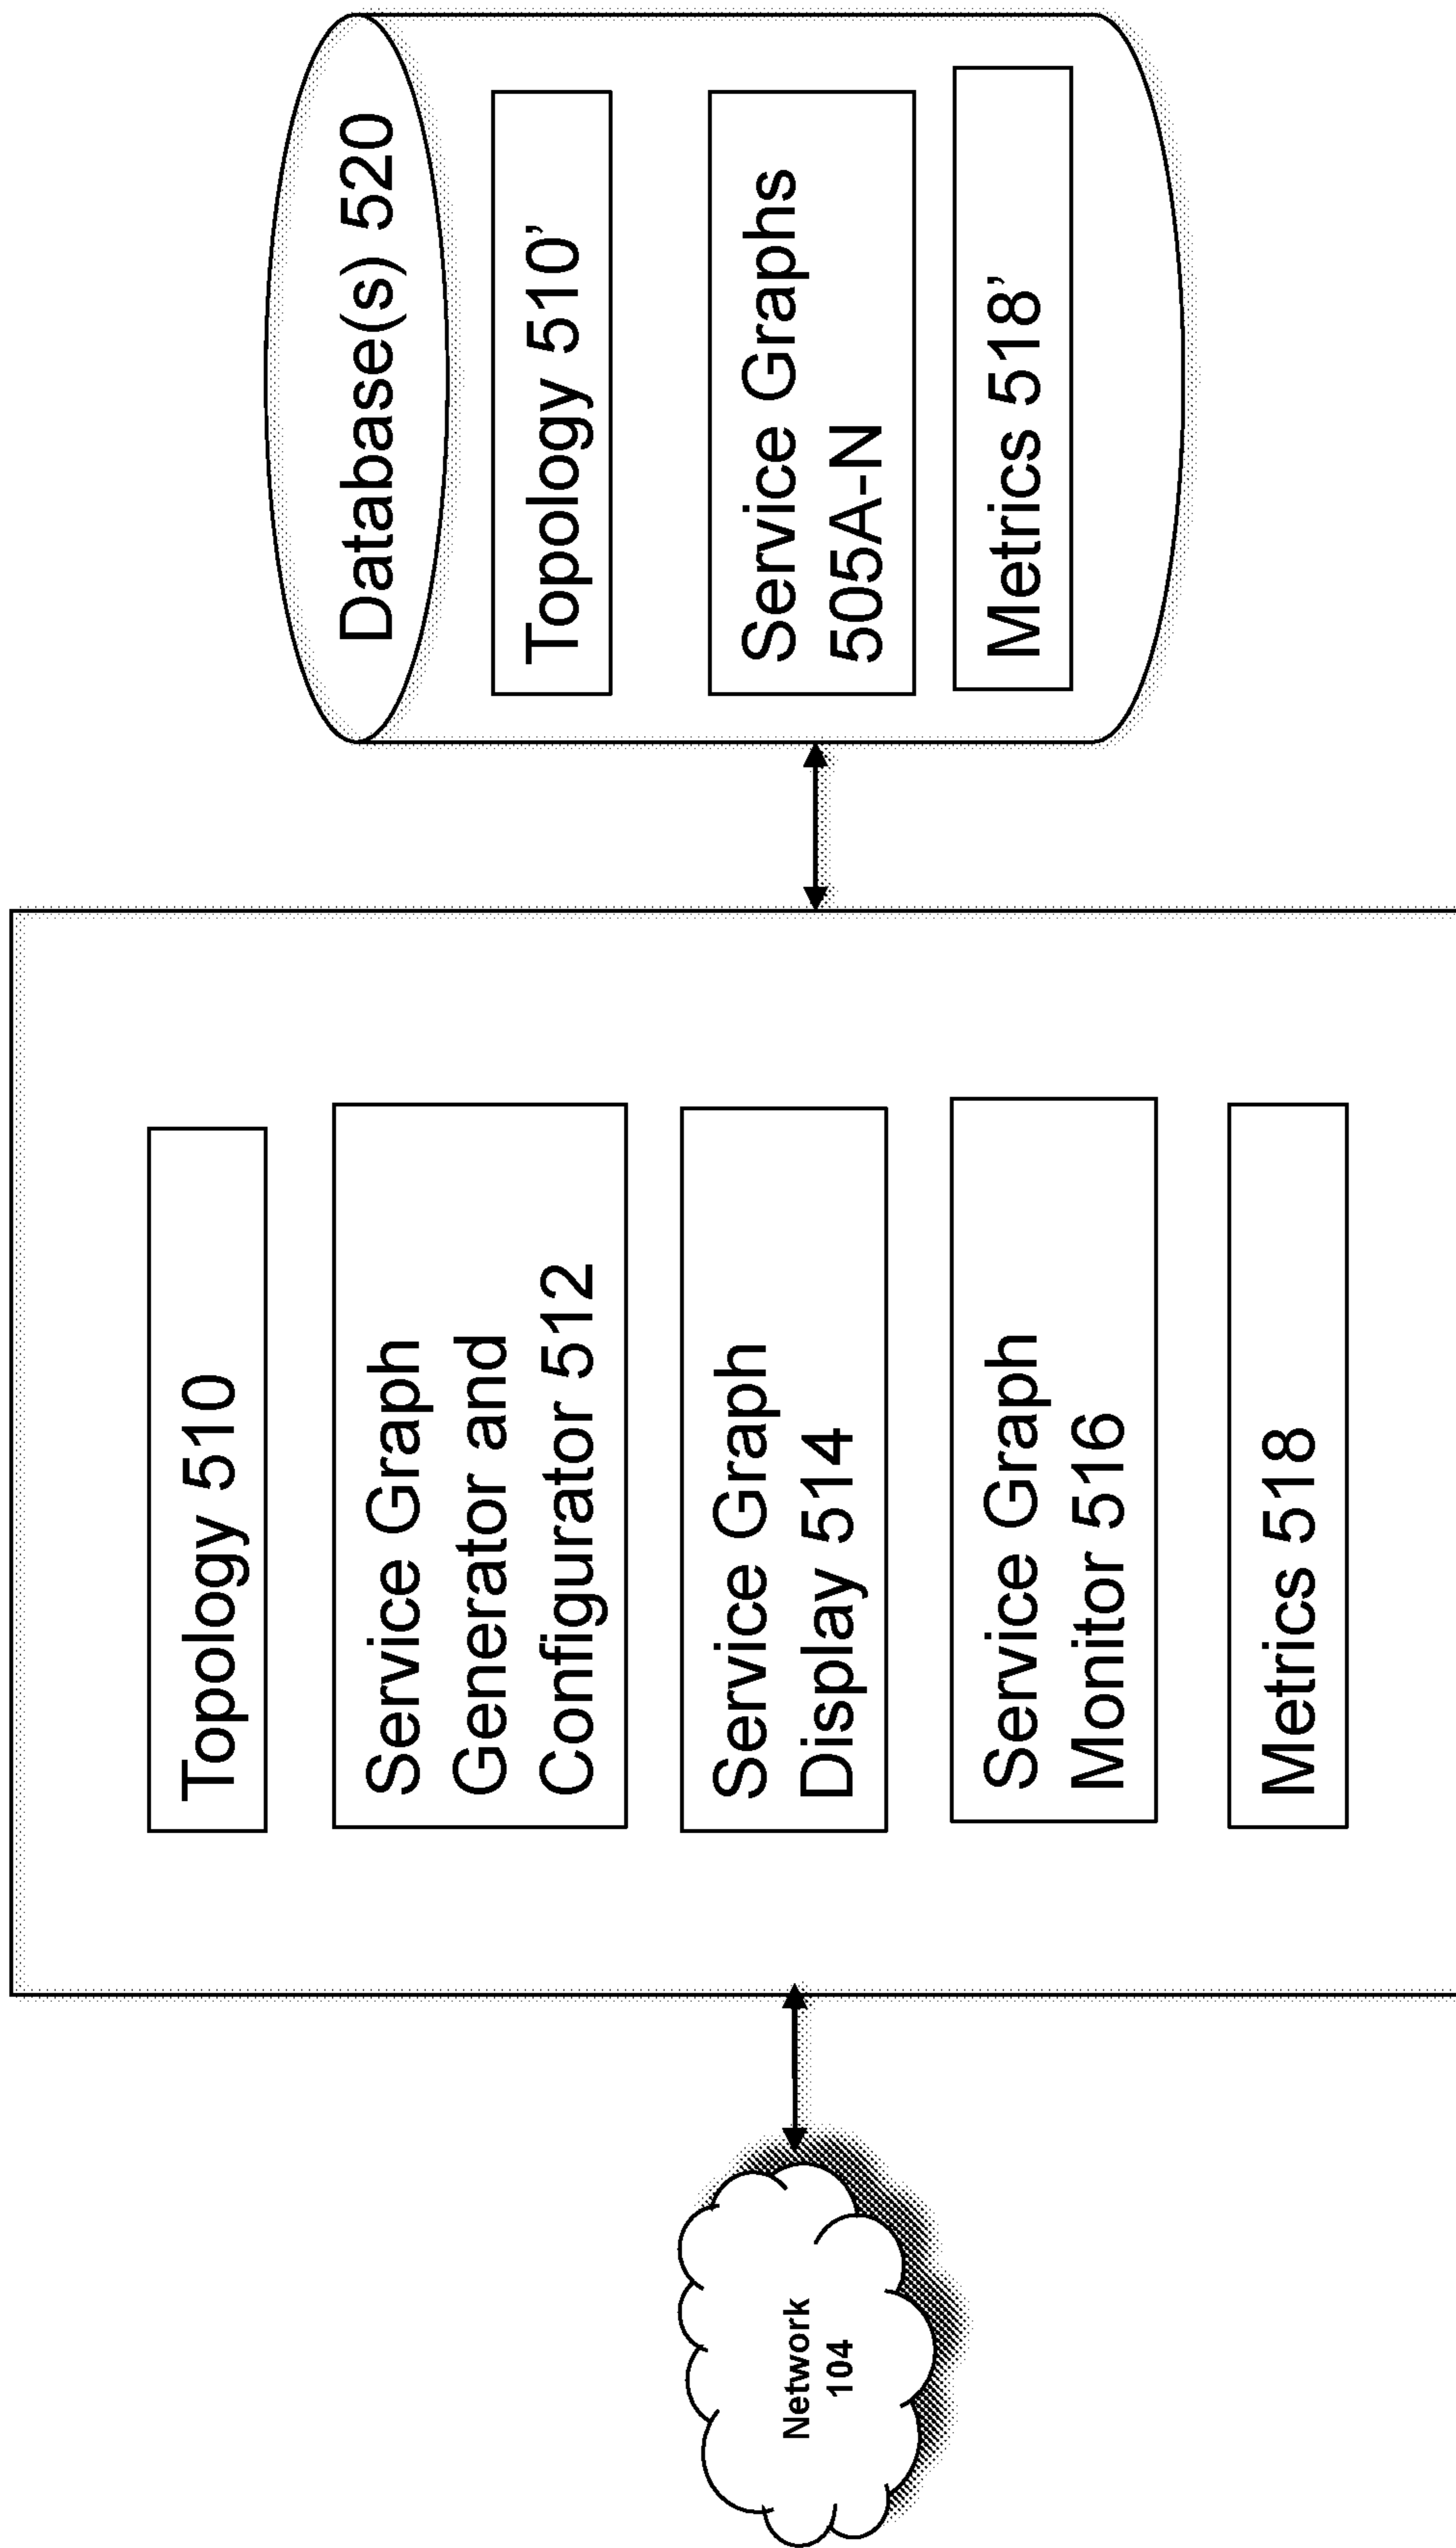 Network
104
Topology 510
Service Graph
Generator and
Configurator 512
Service Graph
Display 514
Service Graph
Monitor 516
Metrics 518
Database(s) 520
Topology 510’
Service Graphs
505A-N
Metrics 518’